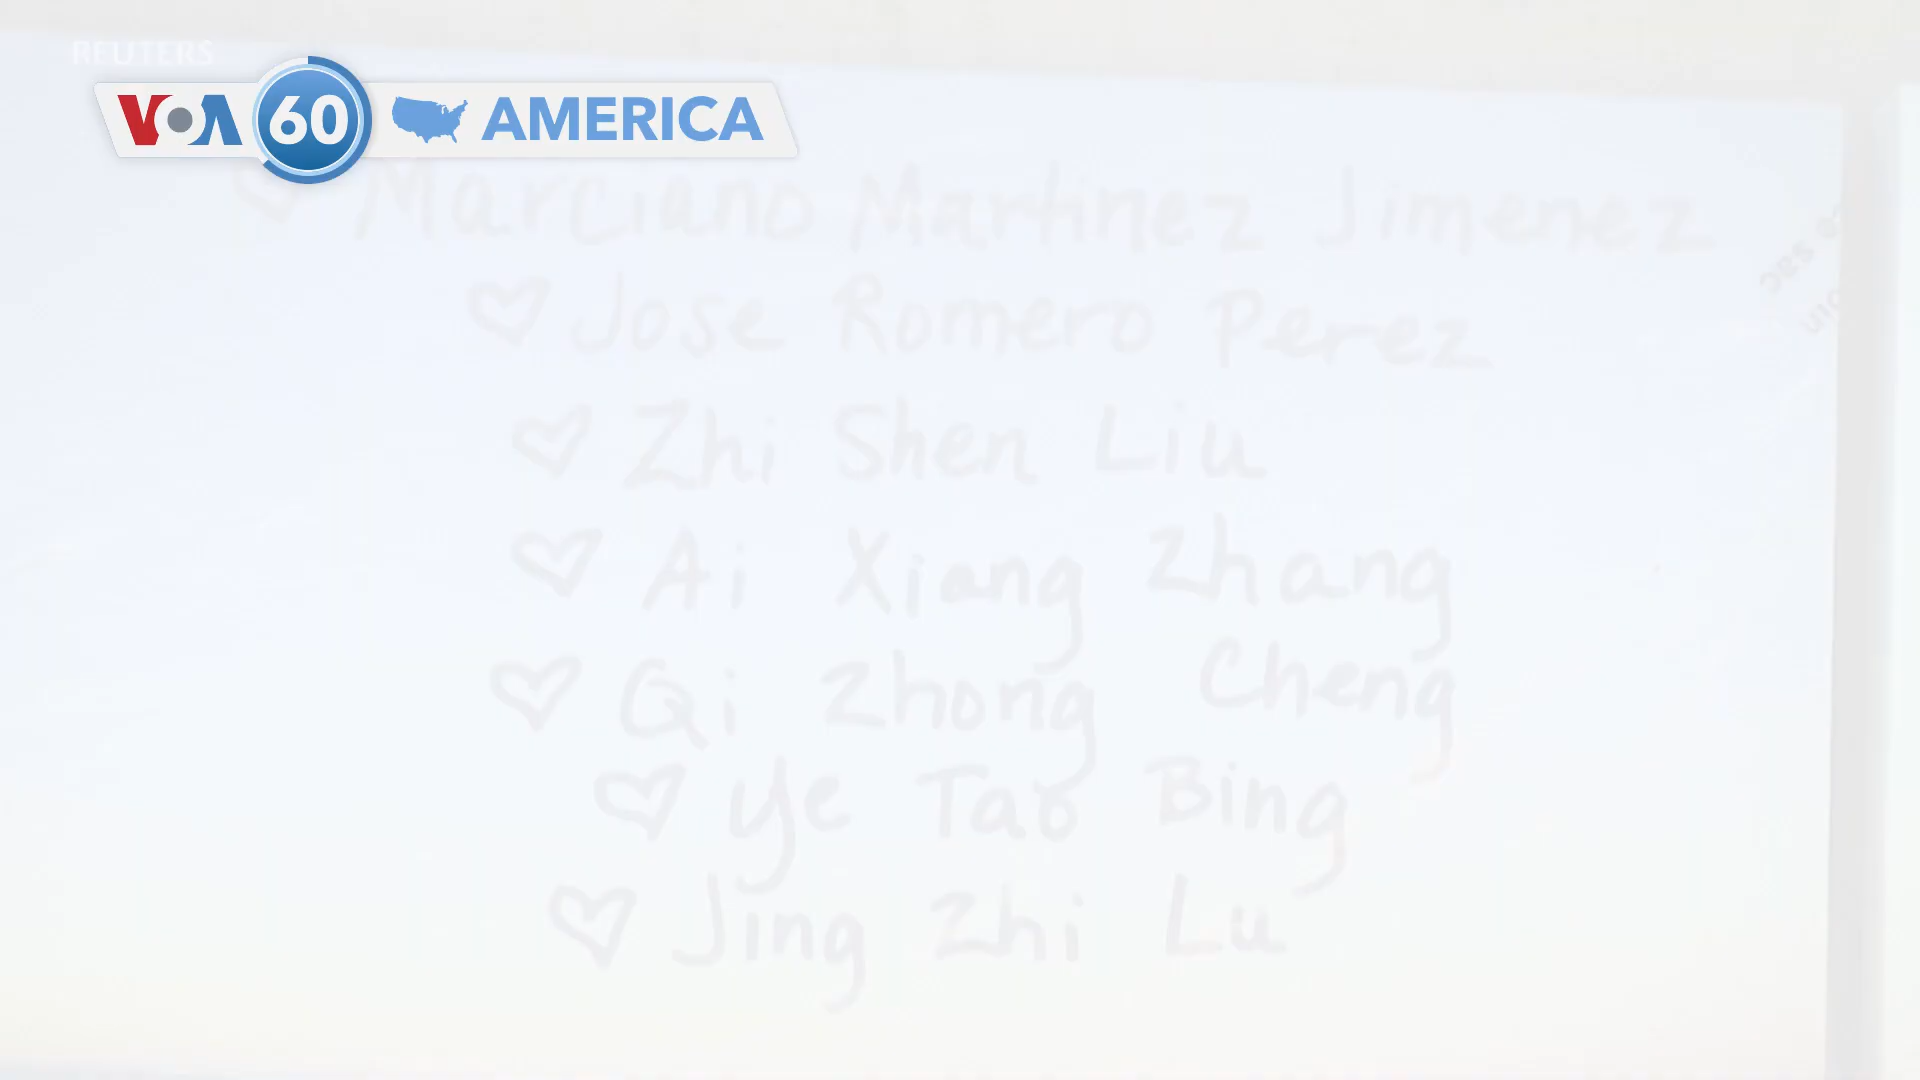 REUTERS
VOA 60 AMERICA
Marciano Martinez Jimenez
Jose Romero Perez
Zhi Shen Liu
Ai Xiang Zhang
Qi Zhong Cheng
Ye Tao Bing
Jing Zhi Lu